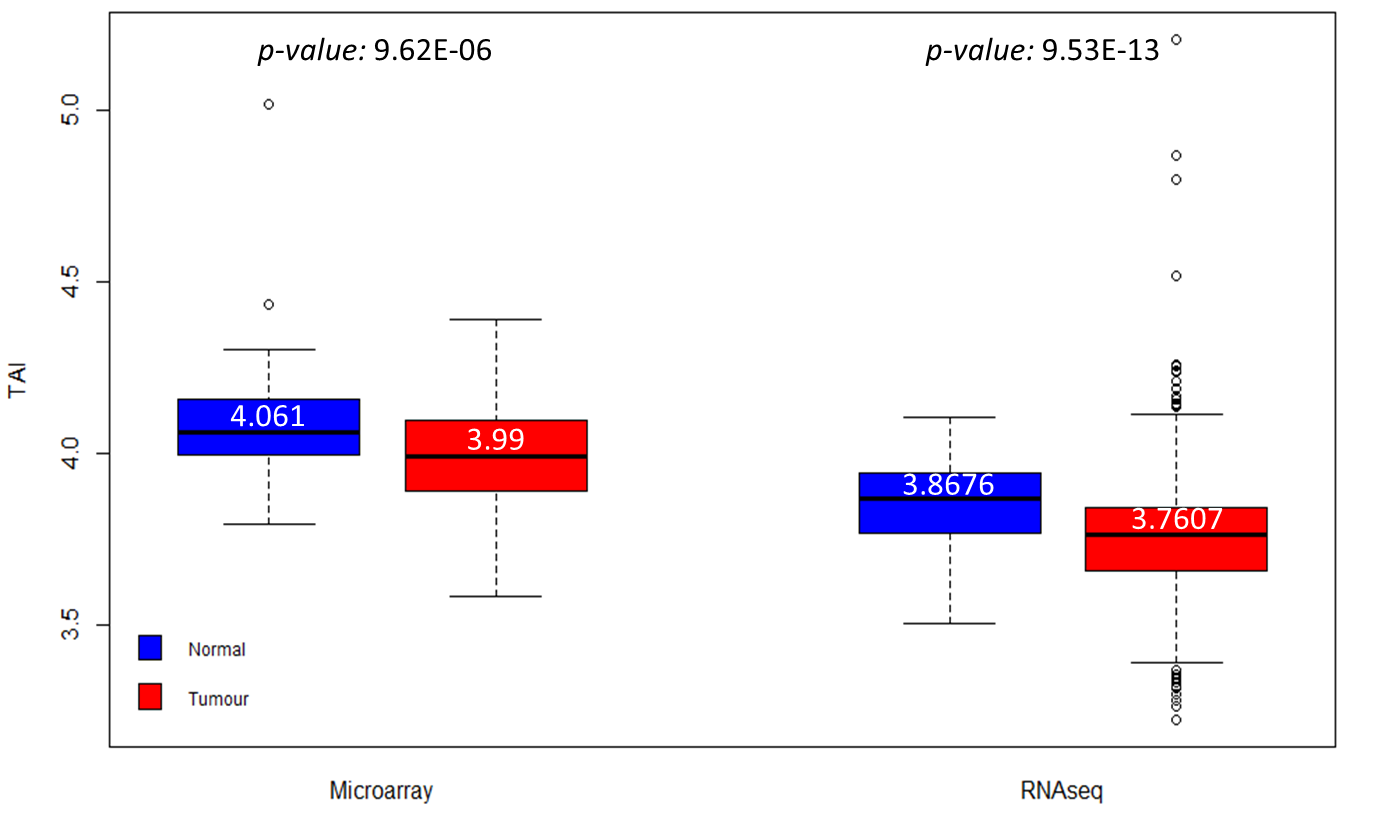 p-value: 9.62E-06
p-value: 9.53E-13
5.0
4.5
4.0
3.5
TAI
4.061
3.99
3.8676
3.7607
Normal
Tumour
Microarray
RNAseq